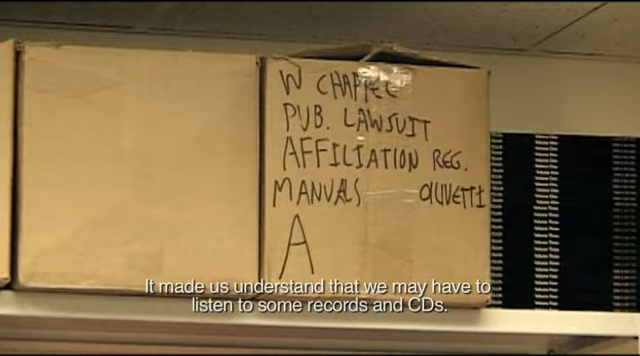 W CHAPPELL
PUB. LAWSUIT
AFFILIATION REG.
MANUALS OLIVETTI
A
It made us understand that we may have to
listen to some records and CDs.